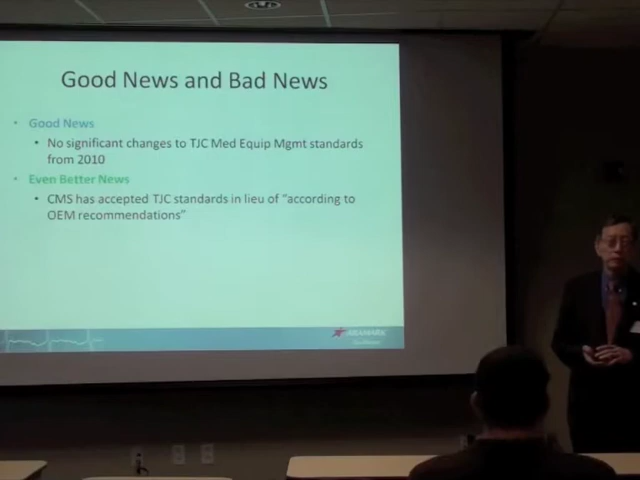 Good News and Bad News
• Good News
• No significant changes to TJC Med Equip Mgmt standards
from 2010
• Even Better News
• CMS has accepted TJC standards in lieu of "according to
OEM recommendations"
ARAMARK